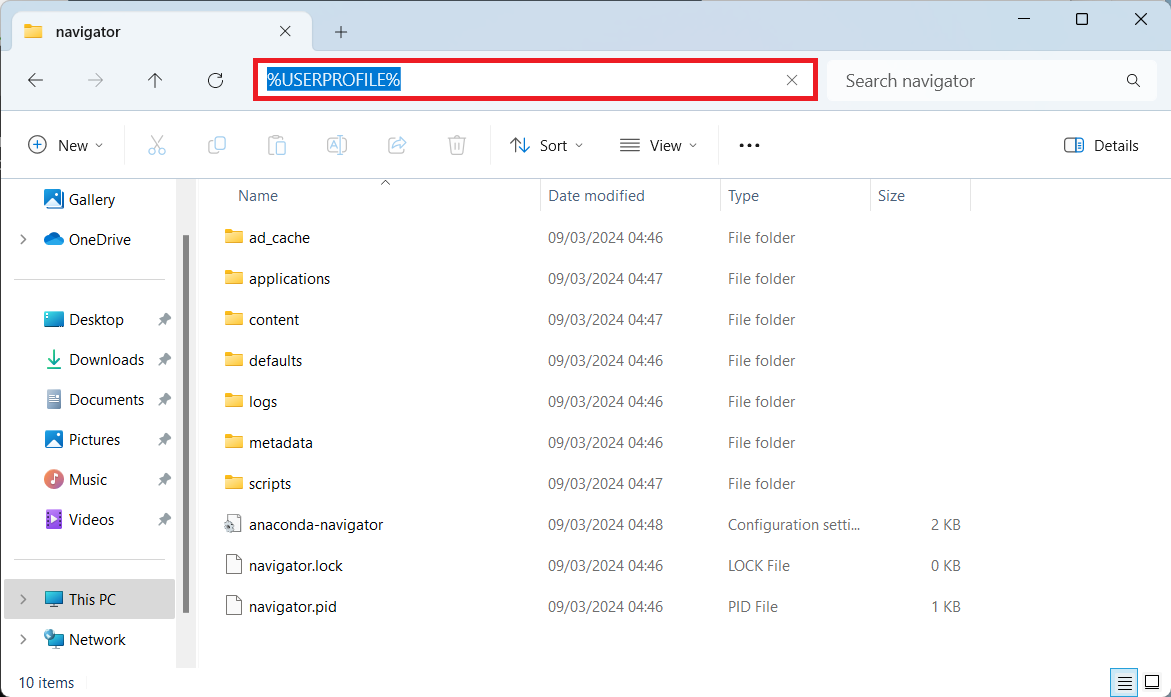 navigator
%USERPROFILE%
Search navigator
New
Sort
View
Details
Gallery
OneDrive
Desktop
Downloads
Documents
Pictures
Music
Videos
This PC
Network
Name Date modified Type Size
ad_cache 09/03/2024 04:46 File folder
applications 09/03/2024 04:47 File folder
content 09/03/2024 04:47 File folder
defaults 09/03/2024 04:46 File folder
logs 09/03/2024 04:46 File folder
metadata 09/03/2024 04:46 File folder
scripts 09/03/2024 04:47 File folder
anaconda-navigator 09/03/2024 04:48 Configuration setti... 2 KB
navigator.lock 09/03/2024 04:46 LOCK File 0 KB
navigator.pid 09/03/2024 04:46 PID File 1 KB
10 items